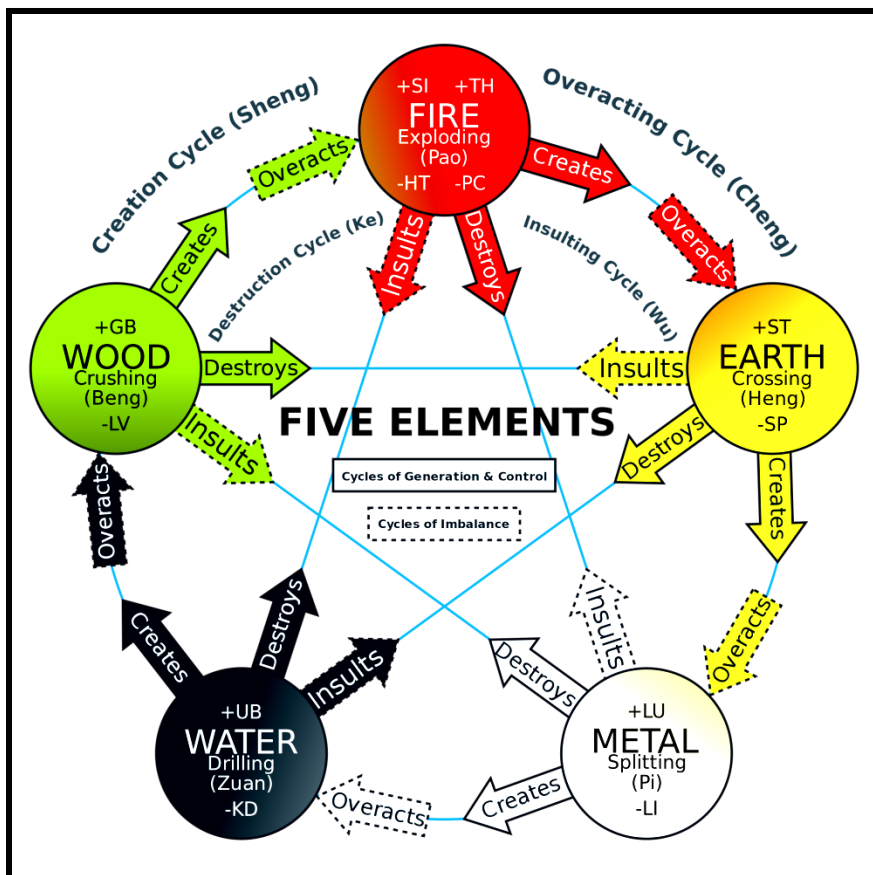 Creation Cycle (Sheng)
Overacting Cycle (Cheng)
Destruction Cycle (Ke)
Insulting Cycle (Wu)
+SI +TH
FIRE
Exploding
(Pao)
-HT -PC
Creates
Overacts
Insults
Destroys
+GB
WOOD
Crushing
(Beng)
-LV
Creates
Overacts
Destroys
Insults
+ST
EARTH
Crossing
(Heng)
-SP
Insults
Destroys
Creates
Overacts
FIVE ELEMENTS
Cycles of Generation & Control
Cycles of Imbalance
+UB
WATER
Drilling
(Zuan)
-KD
Overacts
Creates
Destroys
Insults
+LU
METAL
Splitting
(Pi)
-LI
Insults
Destroys
Creates
Overacts